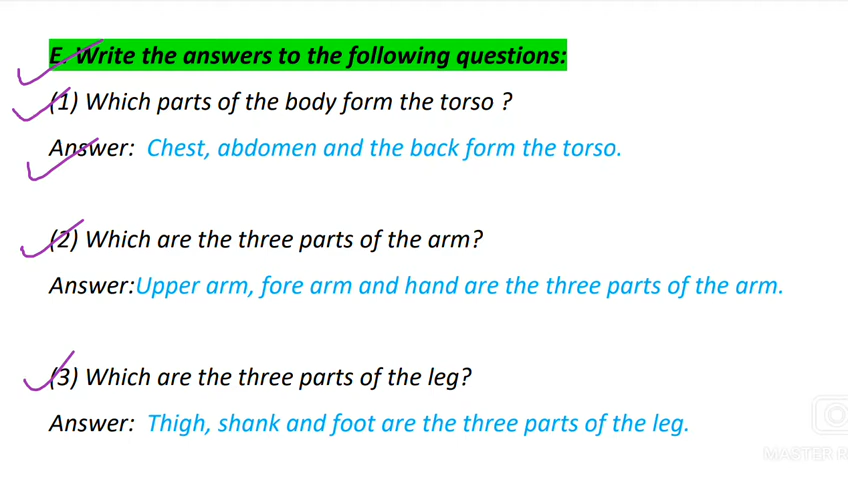 E. Write the answers to the following questions:
(1) Which parts of the body form the torso ?
Answer: Chest, abdomen and the back form the torso.
(2) Which are the three parts of the arm?
Answer:Upper arm, fore arm and hand are the three parts of the arm.
(3) Which are the three parts of the leg?
Answer: Thigh, shank and foot are the three parts of the leg.
MASTER R